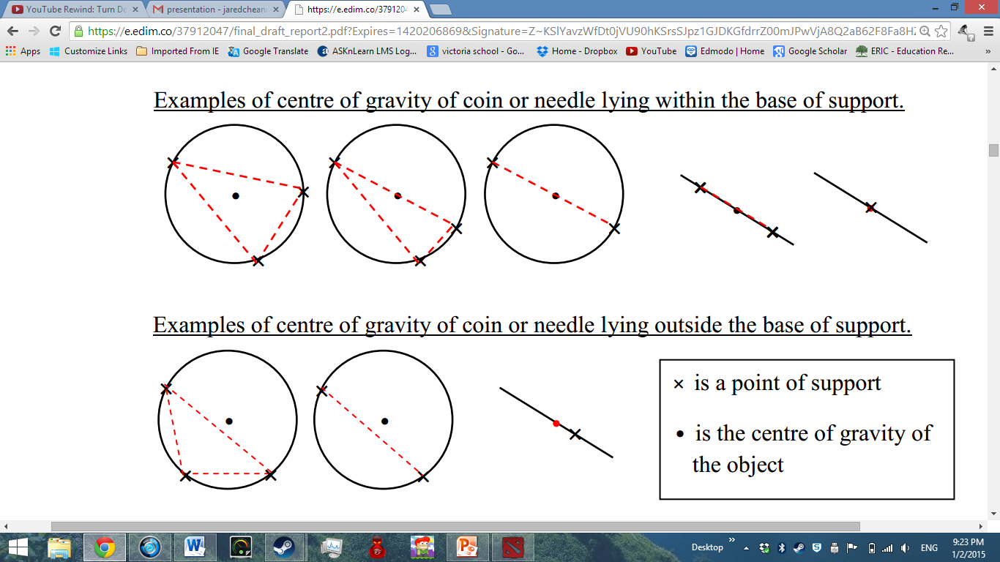 YouTube Rewind: Turn Do
presentation - jaredchean
https://e.edim.co/379120
https://e.edim.co/37912047/final_draft_report2.pdf?Expires=1420206869&Signature=Z~KSlYavzWfDt0jVU90hKSrsSJpz1GJDKGfdrrZ00mJPwVjA8Q2aB62F8Fa8HZ
Apps Customize Links Imported From IE Google Translate ASKnLearn LMS Log... victoria school - Go... Home - Dropbox YouTube Edmodo | Home Google Scholar ERIC - Education Re... »
Examples of centre of gravity of coin or needle lying within the base of support.
Examples of centre of gravity of coin or needle lying outside the base of support.
× is a point of support
• is the centre of gravity of
the object
Desktop » ENG 9:23 PM
1/2/2015